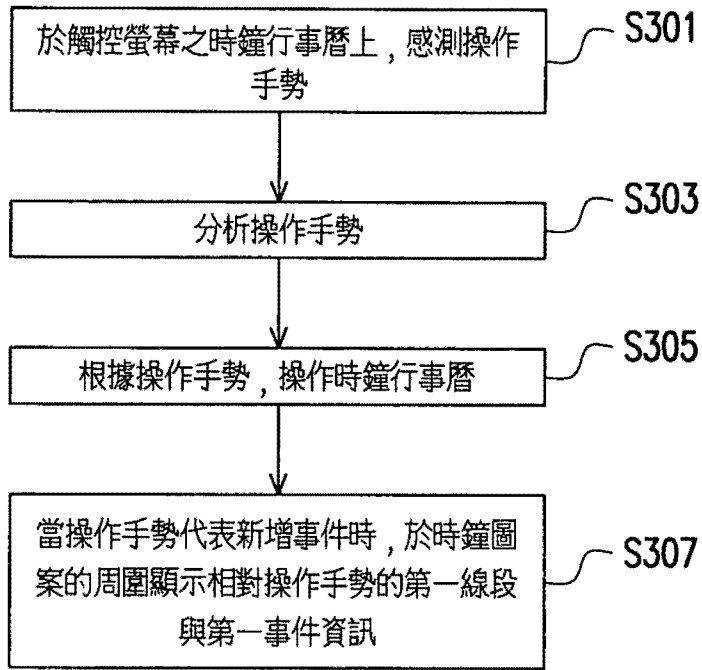 於觸控螢幕之時鐘行事曆上,感測操作
手勢
S301
分析操作手勢
S303
根據操作手勢,操作時鐘行事曆
S305
當操作手勢代表新增事件時,於時鐘圖
案的周圍顯示相對操作手勢的第一線段
與第一事件資訊
S307